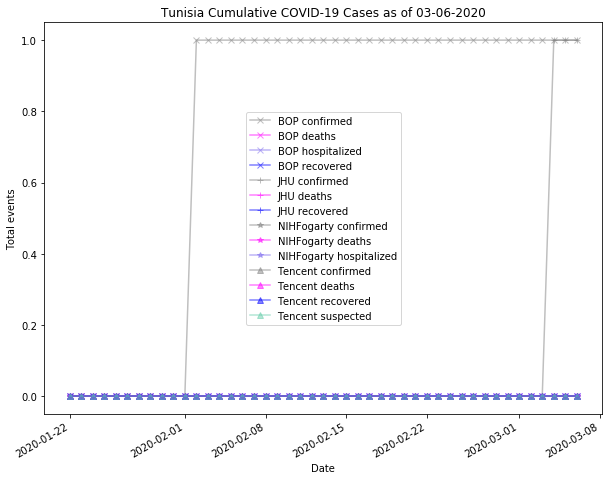 Tunisia Cumulative COVID-19 Cases as of 03-06-2020
1.0
0.8
0.6
0.4
0.2
0.0
Total events
BOP confirmed
BOP deaths
BOP hospitalized
BOP recovered
JHU confirmed
JHU deaths
JHU recovered
NIHFogarty confirmed
NIHFogarty deaths
NIHFogarty hospitalized
Tencent confirmed
Tencent deaths
Tencent recovered
Tencent suspected
2020-01-22
2020-02-01
2020-02-08
2020-02-15
2020-02-22
2020-03-01
2020-03-08
Date